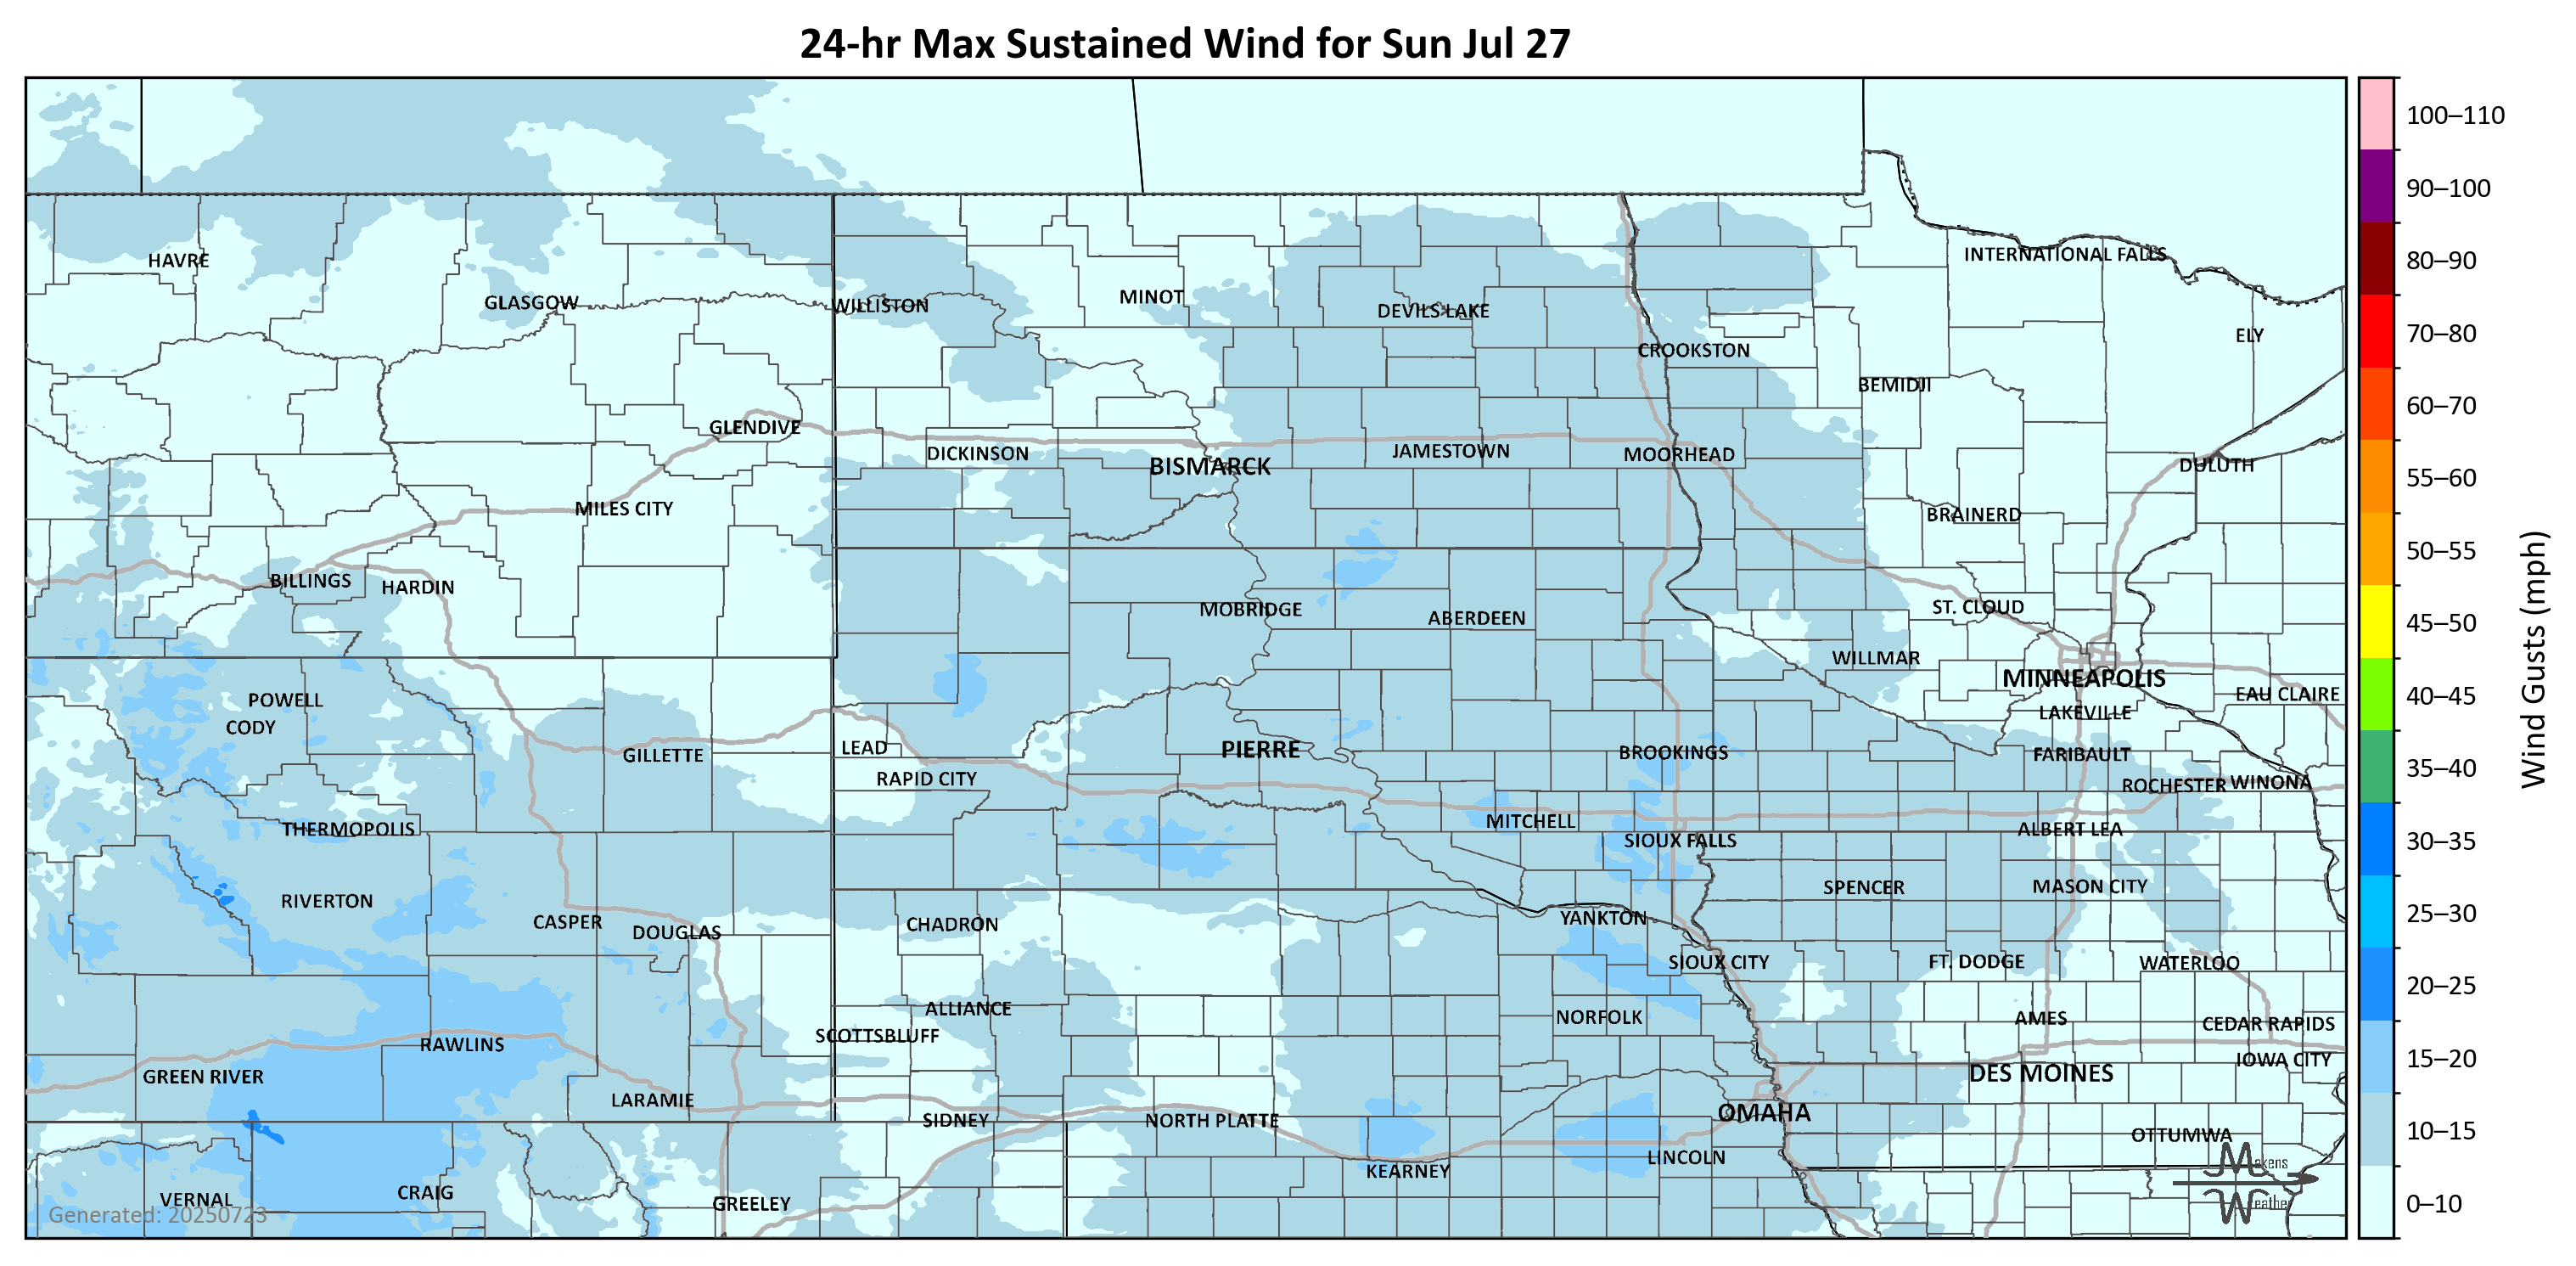 24-hr Max Sustained Wind for Sun Jul 27
100–110
90–100
80–90
70–80
60–70
55–60
50–55
45–50
40–45
35–40
30–35
25–30
20–25
15–20
10–15
0–10
Wind Gusts (mph)
HAVRE
INTERNATIONAL FALLS
GLASGOW
WILLISTON
MINOT
DEVILS LAKE
ELY
CROOKSTON
BEMIDJI
GLENDIVE
DICKINSON
BISMARCK
JAMESTOWN
MOORHEAD
DULUTH
MILES CITY
BRAINERD
BILLINGS
HARDIN
MOBRIDGE
ABERDEEN
ST. CLOUD
WILLMAR
MINNEAPOLIS
POWELL
EAU CLAIRE
CODY
LAKEVILLE
GILLETTE
LEAD
PIERRE
BROOKINGS
FARIBAULT
RAPID CITY
ROCHESTER
WINONA
THERMOPOLIS
MITCHELL
SIOUX FALLS
ALBERT LEA
RIVERTON
SPENCER
MASON CITY
CASPER
DOUGLAS
CHADRON
YANKTON
SIOUX CITY
FT. DODGE
WATERLOO
ALLIANCE
NORFOLK
AMES
CEDAR RAPIDS
SCOTTSBLUFF
RAWLINS
IOWA CITY
GREEN RIVER
DES MOINES
LARAMIE
SIDNEY
NORTH PLATTE
OMAHA
OTTUMWA
LINCOLN
KEARNEY
VERNAL
CRAIG
GREELEY
Makens
Weather
Generated: 20250723